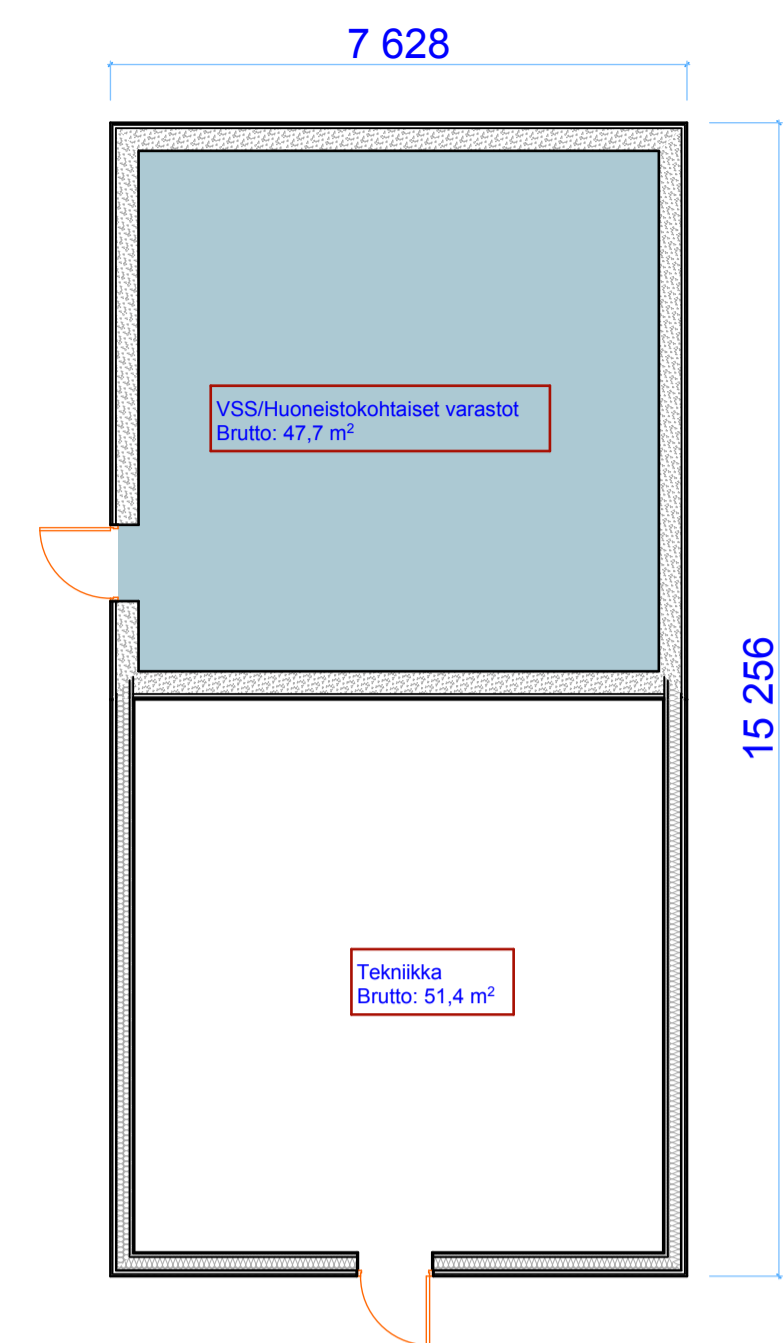 7 628
VSS/Huoneistokohtaiset varastot
Brutto: 47,7 m²
15 256
Tekniikka
Brutto: 51,4 m²